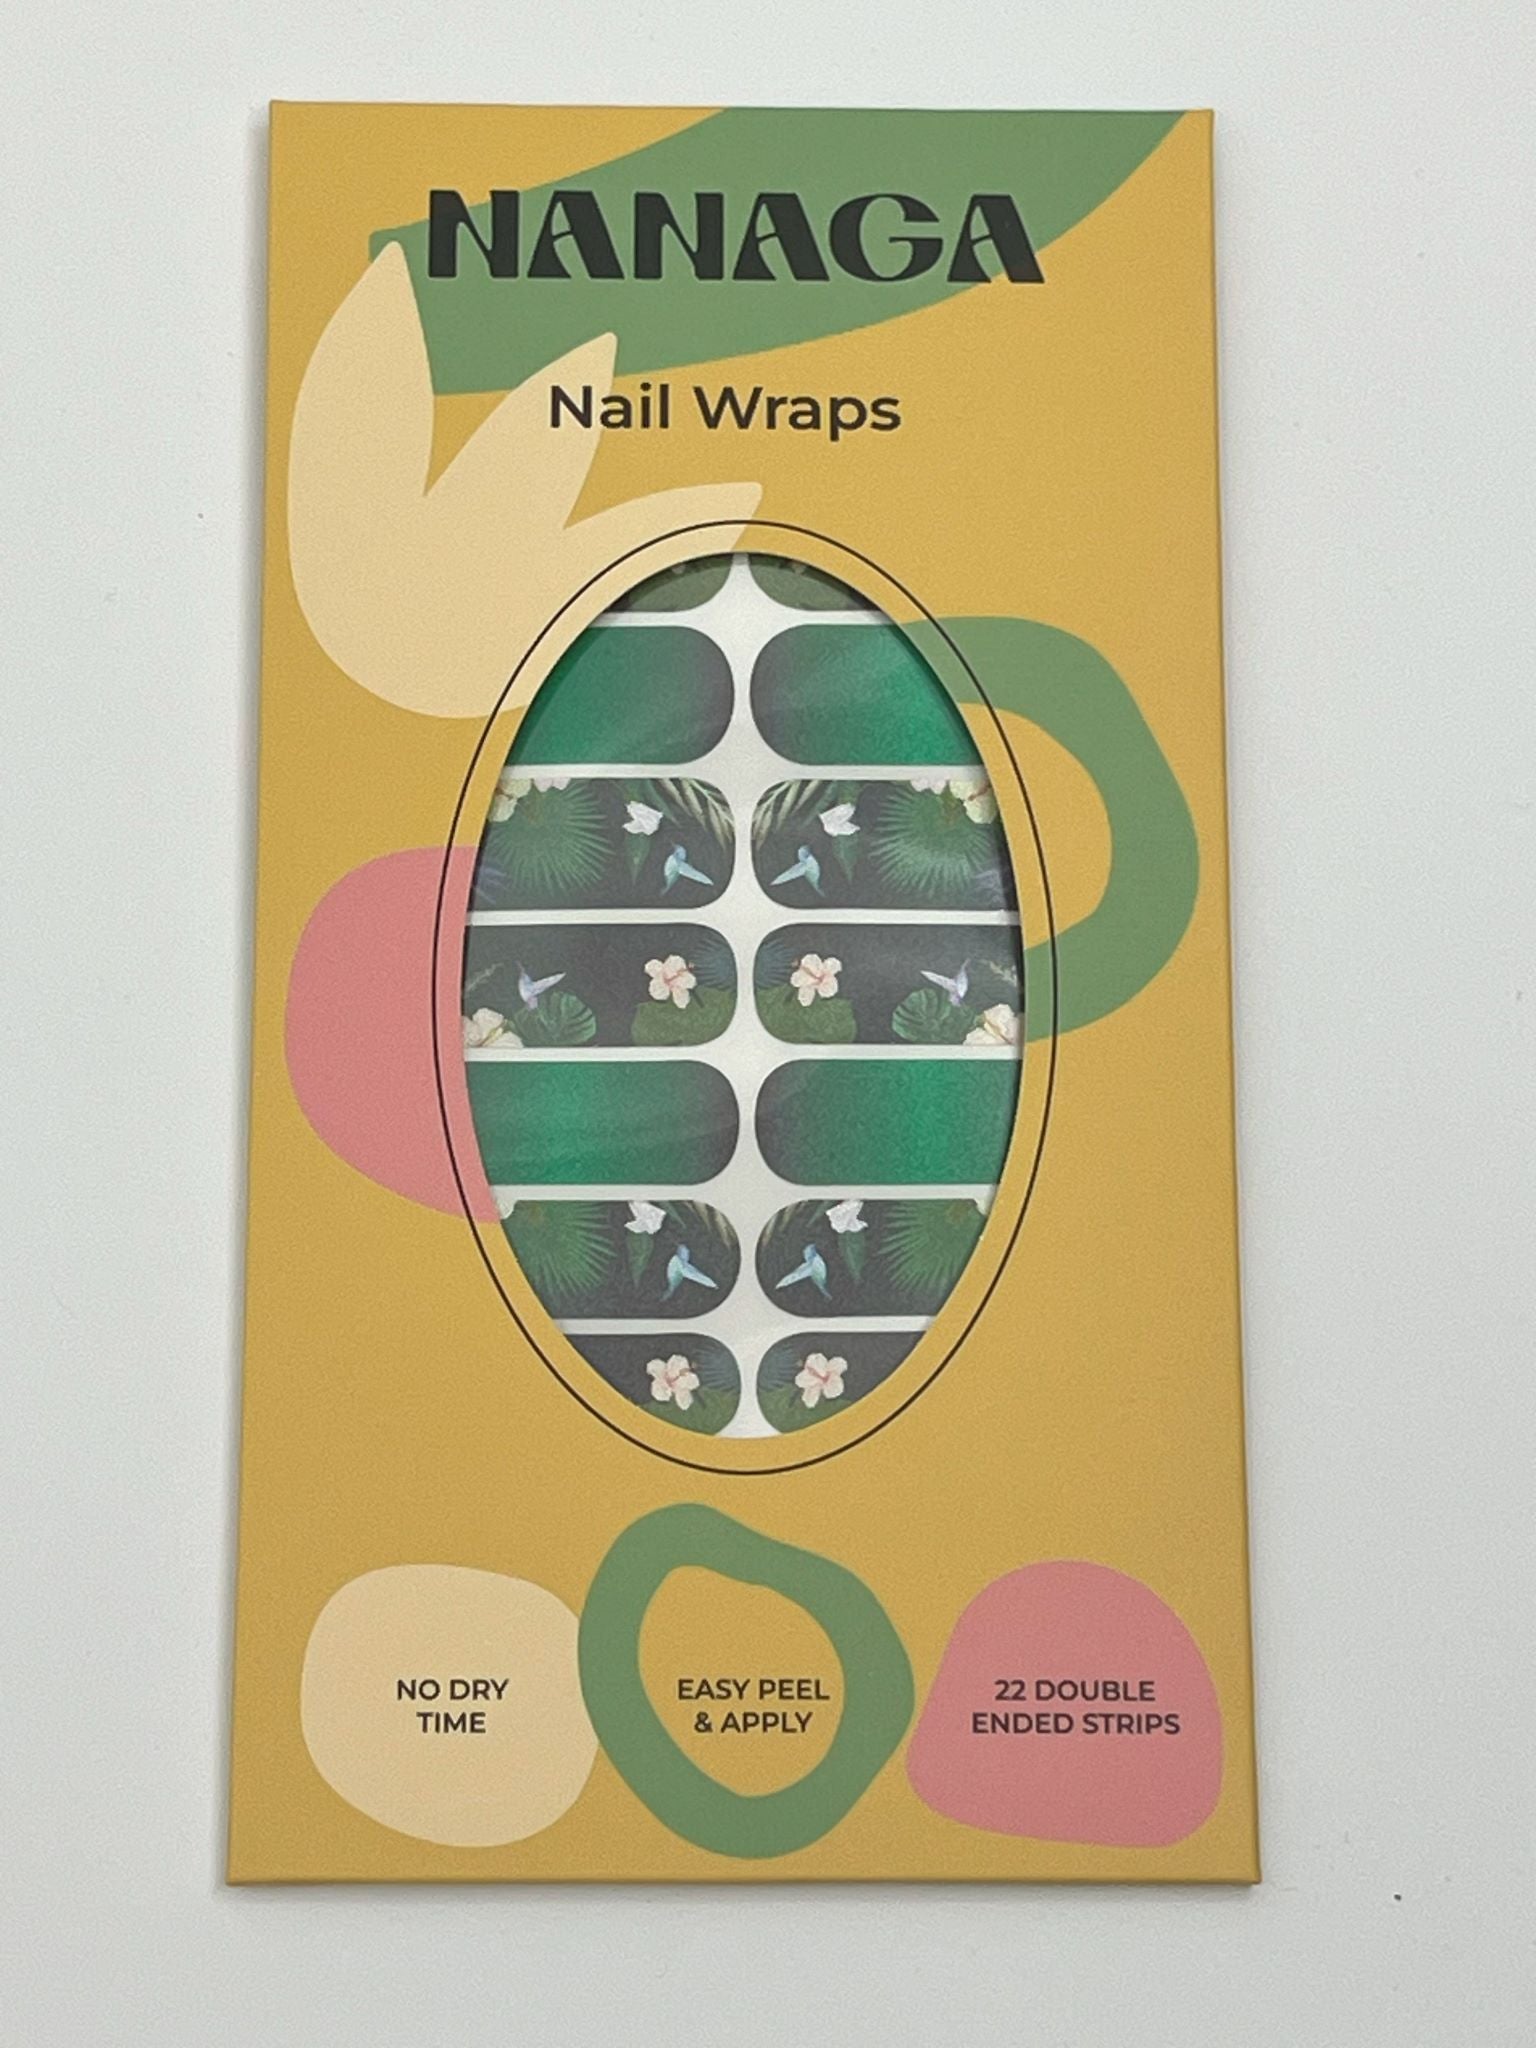 NANAGA
Nail Wraps
NO DRY
TIME
EASY PEEL
& APPLY
22 DOUBLE
ENDED STRIPS